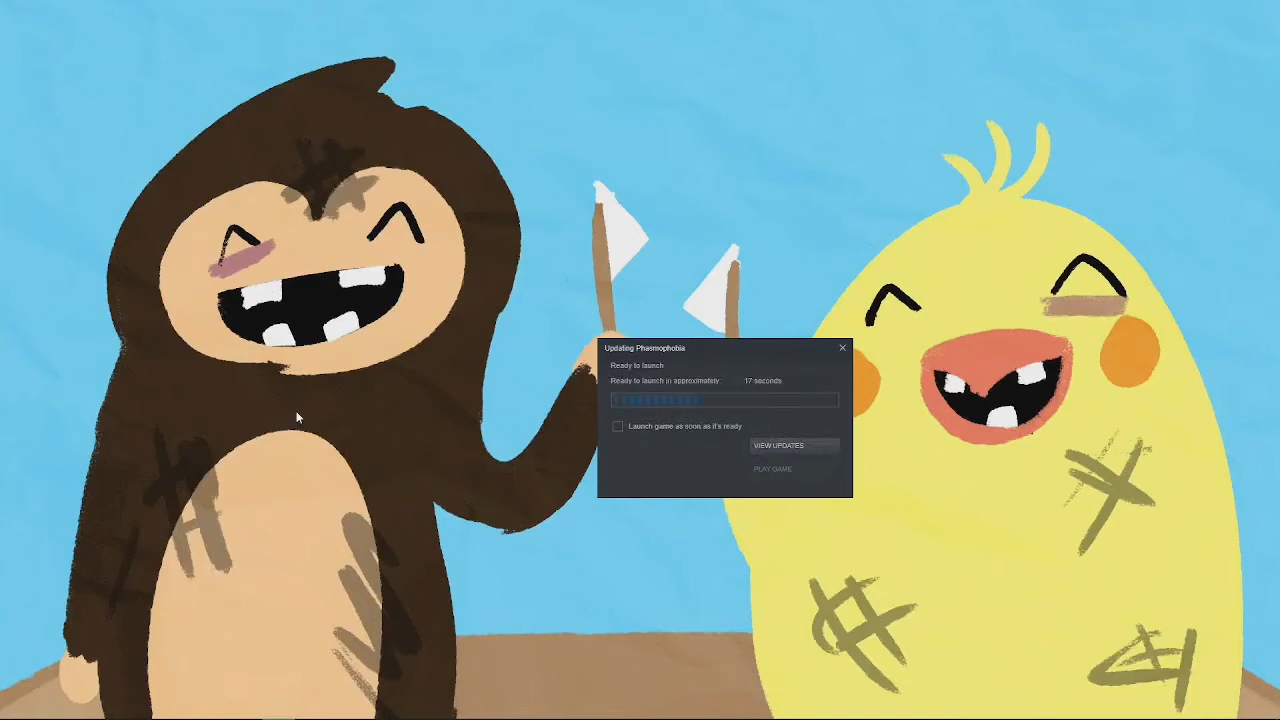 Updating Phasmophobia
Ready to launch
Ready to launch in approximately 17 seconds
Launch game as soon as it's ready
VIEW UPDATES
PLAY GAME